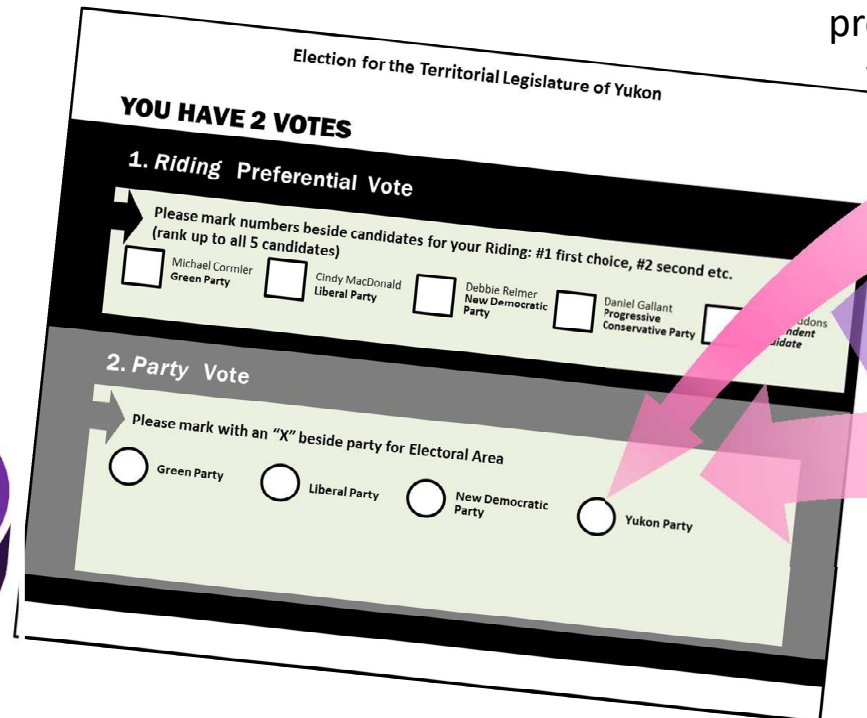 Election for the Territorial Legislature of Yukon
YOU HAVE 2 VOTES
1. Riding Preferential Vote
Please mark numbers beside candidates for your Riding: #1 first choice, #2 second etc.
(rank up to all 5 candidates)
Michael Cormler
Green Party
Cindy MacDonald
Liberal Party
Debbie Relmer
New Democratic
Party
Daniel Gallant
Progressive
Conservative Party
2. Party Vote
Please mark with an “X” beside party for Electoral Area
Green Party
Liberal Party
New Democratic
Party
Yukon Party